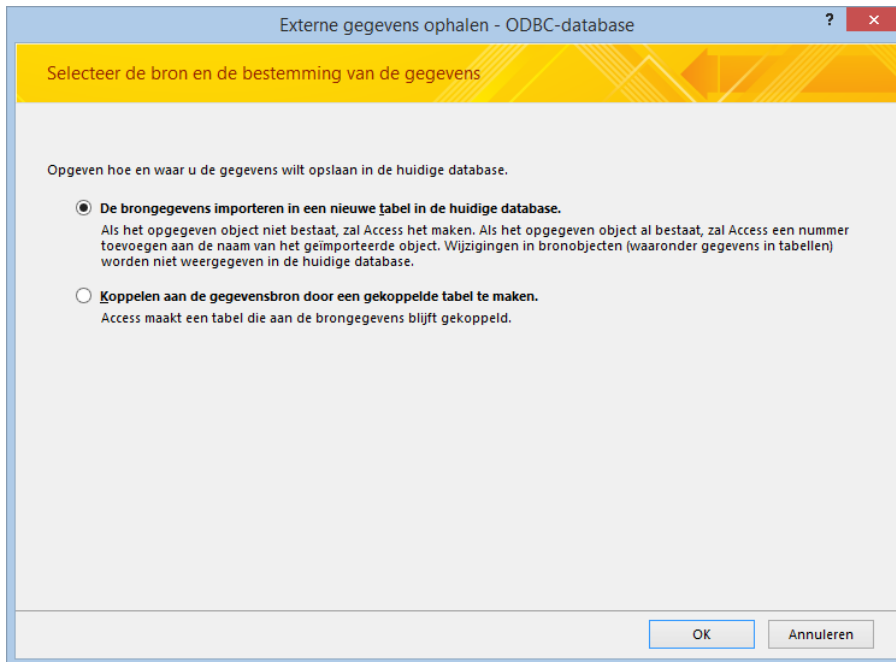 Externe gegevens ophalen - ODBC-database
?
Selecteer de bron en de bestemming van de gegevens
Opgeven hoe en waar u de gegevens wilt opslaan in de huidige database.
De brongegevens importeren in een nieuwe tabel in de huidige database.
Als het opgegeven object niet bestaat, zal Access het maken. Als het opgegeven object al bestaat, zal Access een nummer
toevoegen aan de naam van het geïmporteerde object. Wijzigingen in bronobjecten (waaronder gegevens in tabellen)
worden niet weergegeven in de huidige database.
Koppelen aan de gegevensbron door een gekoppelde tabel te maken.
Access maakt een tabel die aan de brongegevens blijft gekoppeld.
OK
Annuleren